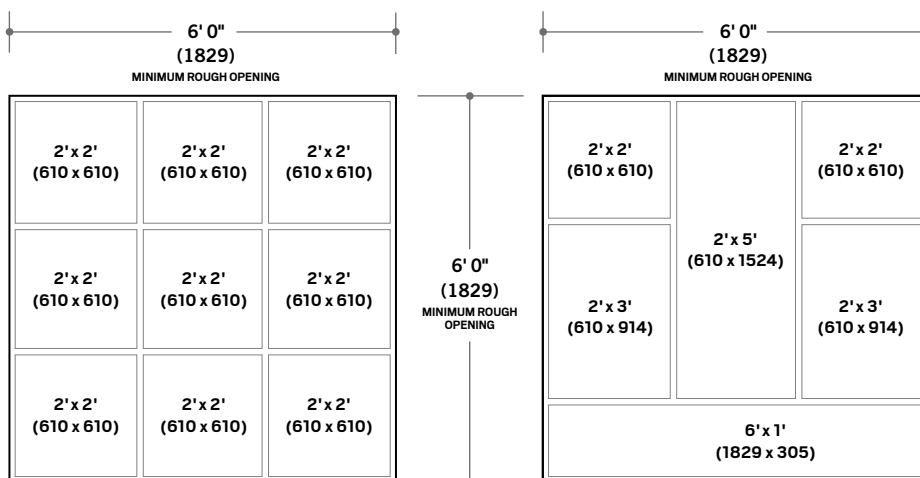 6' 0"
(1829)
MINIMUM ROUGH OPENING
2' x 2'
(610 x 610)
2' x 2'
(610 x 610)
2' x 2'
(610 x 610)
2' x 2'
(610 x 610)
2' x 2'
(610 x 610)
2' x 2'
(610 x 610)
2' x 2'
(610 x 610)
2' x 2'
(610 x 610)
2' x 2'
(610 x 610)
6' 0"
(1829)
MINIMUM ROUGH
OPENING
6' 0"
(1829)
MINIMUM ROUGH OPENING
2' x 2'
(610 x 610)
2' x 5'
(610 x 1524)
2' x 2'
(610 x 610)
2' x 3'
(610 x 914)
2' x 3'
(610 x 914)
6' x 1'
(1829 x 305)